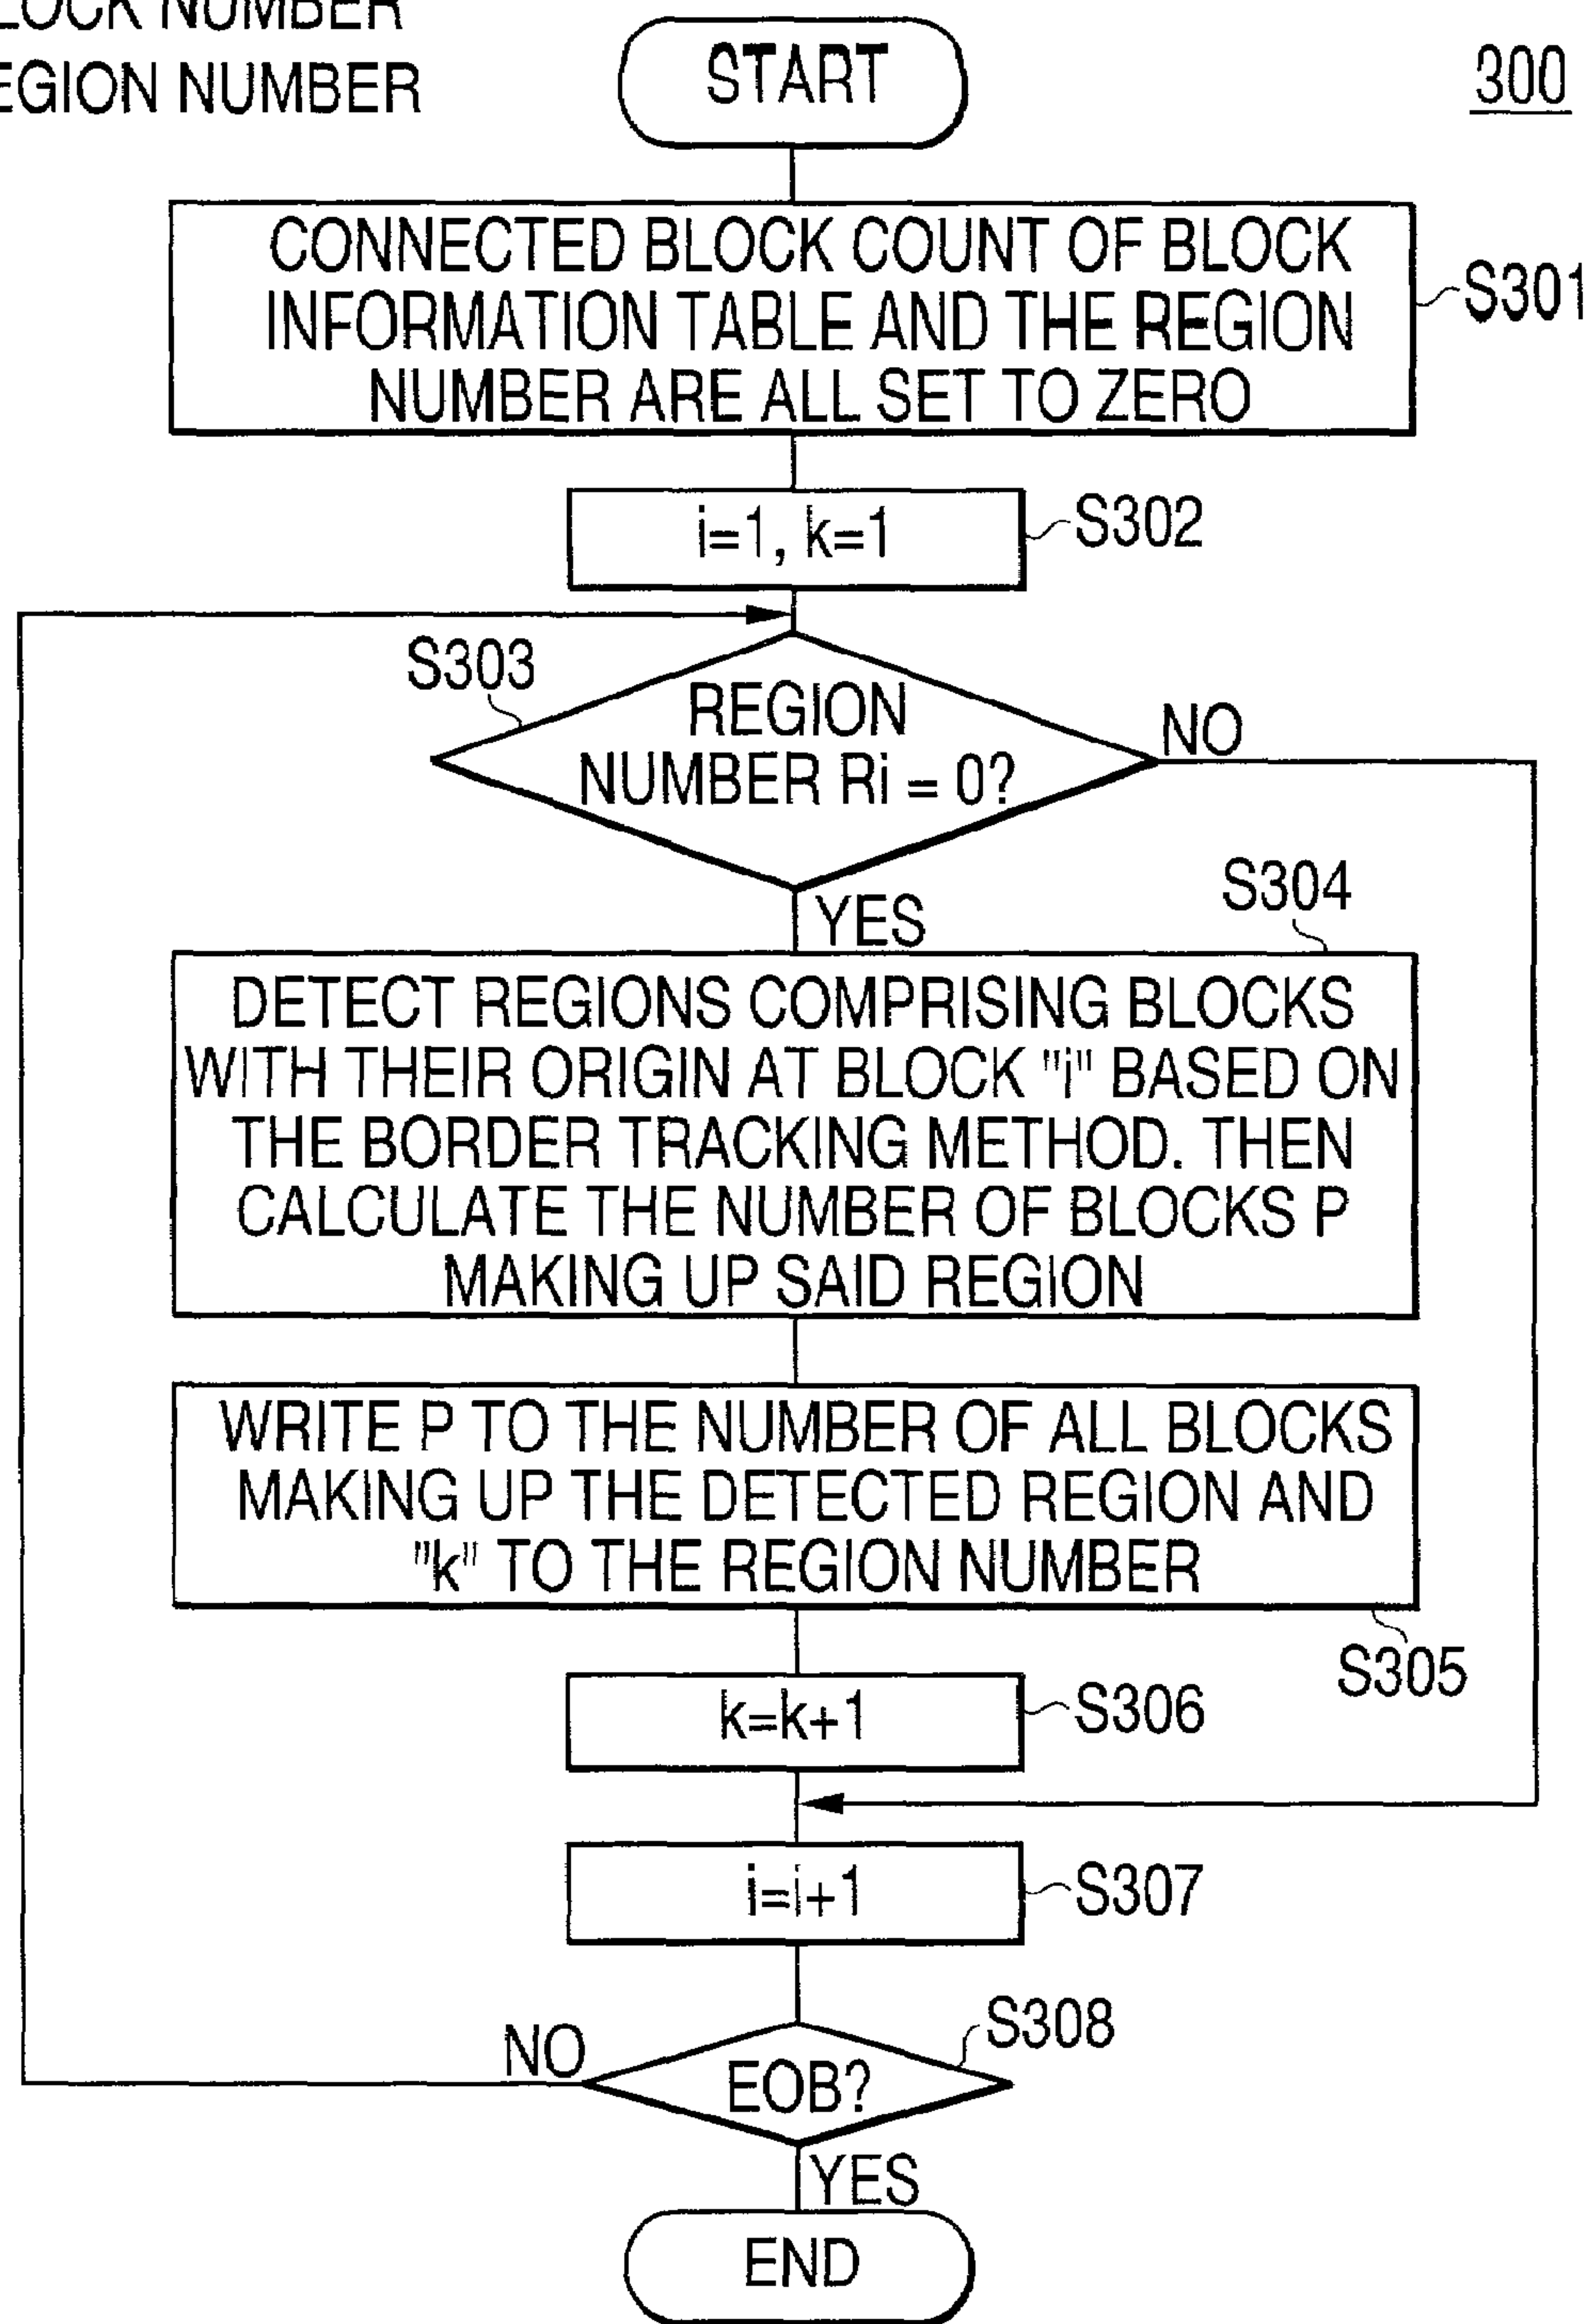 NUMBER
REGION NUMBER
300
START
CONNECTED BLOCK COUNT OF BLOCK
INFORMATION TABLE AND THE REGION
NUMBER ARE ALL SET TO ZERO
S301
i=1, k=1
S302
S303
REGION
NUMBER Ri = 0?
NO
YES
S304
DETECT REGIONS COMPRISING BLOCKS
WITH THEIR ORIGIN AT BLOCK "i" BASED ON
THE BORDER TRACKING METHOD. THEN
CALCULATE THE NUMBER OF BLOCKS P
MAKING UP SAID REGION
WRITE P TO THE NUMBER OF ALL BLOCKS
MAKING UP THE DETECTED REGION AND
"k" TO THE REGION NUMBER
S305
k=k+1
S306
i=i+1
S307
NO
EOB?
S308
YES
END